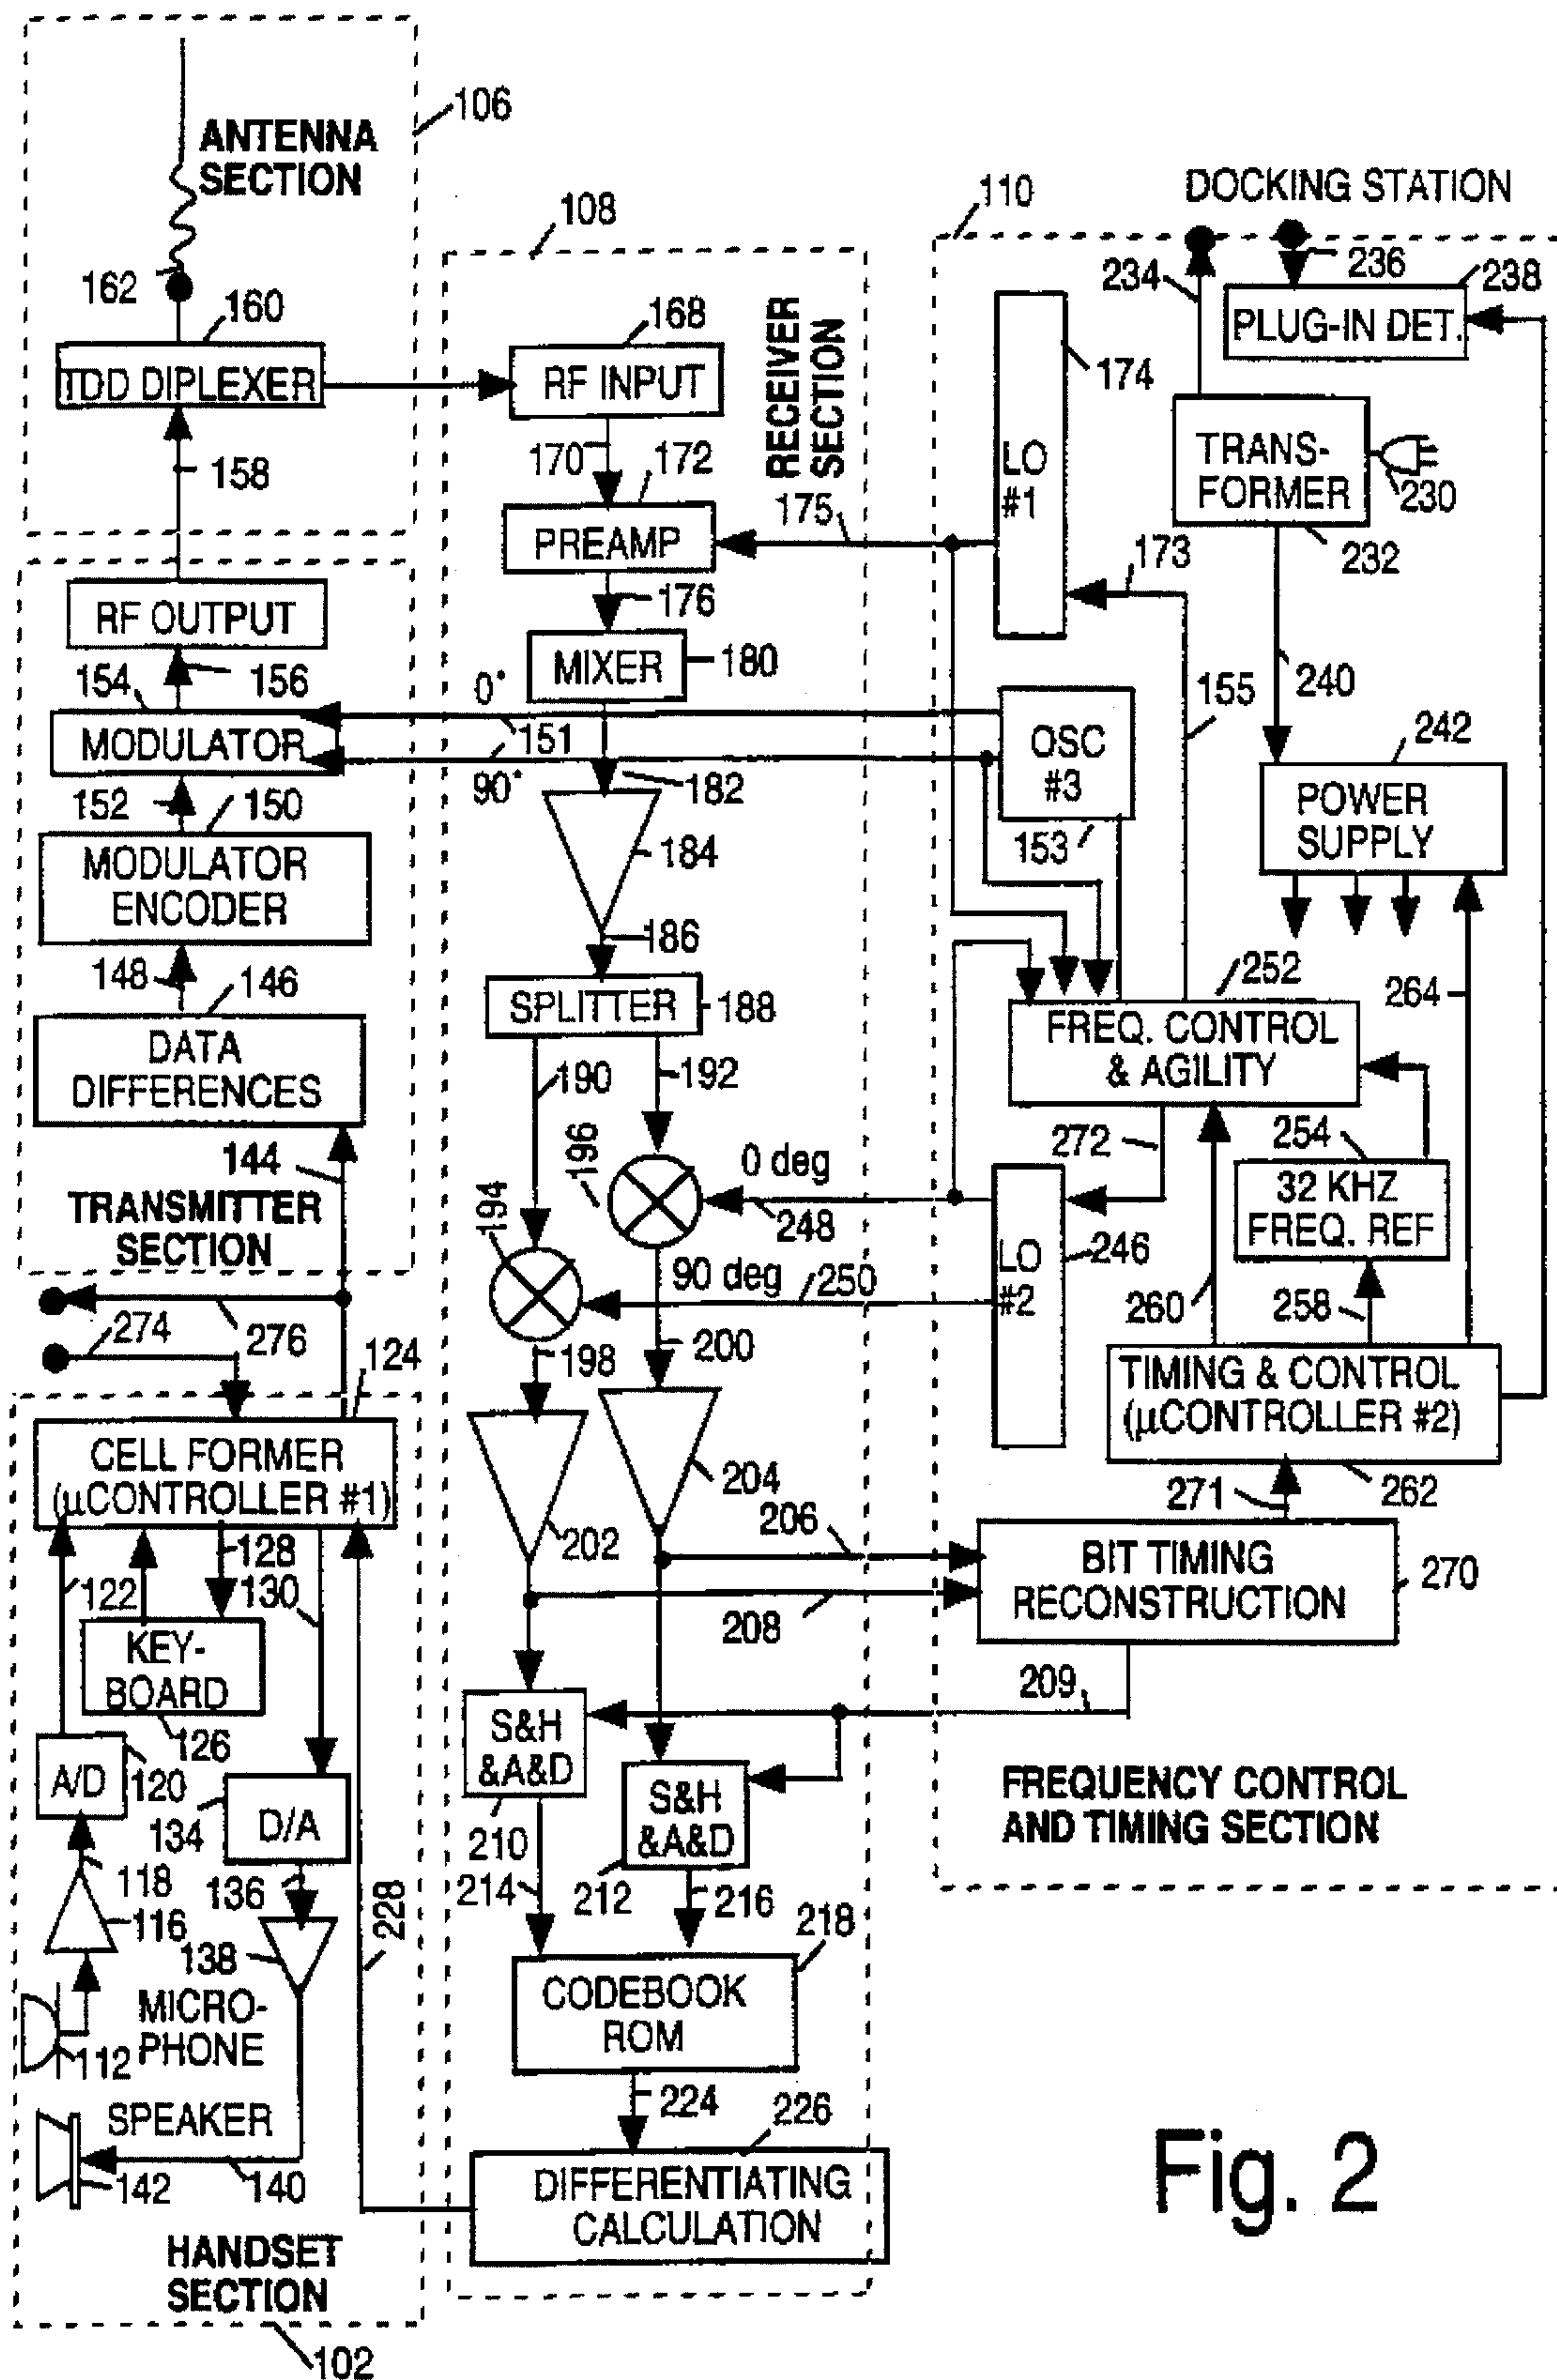 106
ANTENNA
SECTION
162
160
TDD DIPLEXER
158
RF OUTPUT
154
156
MODULATOR
0°
151
90°
152
150
MODULATOR
ENCODER
148
146
DATA
DIFFERENCES
144
TRANSMITTER
SECTION
274
276
124
CELL FORMER
(µCONTROLLER #1)
122
128
130
KEY-
BOARD
126
A/D
120
134
D/A
118
116
136
138
228
MICRO-
PHONE
112
SPEAKER
142
140
HANDSET
SECTION
102
108
168
RF INPUT
RECEIVER
SECTION
170
172
PREAMP
175
176
MIXER
180
182
184
186
SPLITTER
188
190
192
196
194
0 deg
248
90 deg
250
198
200
202
204
206
208
S&H
&A&D
210
209
S&H
&A&D
212
214
216
218
CODEBOOK
ROM
224
226
DIFFERENTIATING
CALCULATION
110
DOCKING STATION
234
236
238
PLUG-IN DET.
174
LO
#1
TRANS-
FORMER
230
232
173
240
155
OSC
#3
153
242
POWER
SUPPLY
252
264
FREQ. CONTROL
& AGILITY
272
254
32 KHZ
FREQ. REF
LO
#2
246
260
258
TIMING & CONTROL
(µCONTROLLER #2)
271
262
BIT TIMING
RECONSTRUCTION
270
FREQUENCY CONTROL
AND TIMING SECTION
Fig. 2